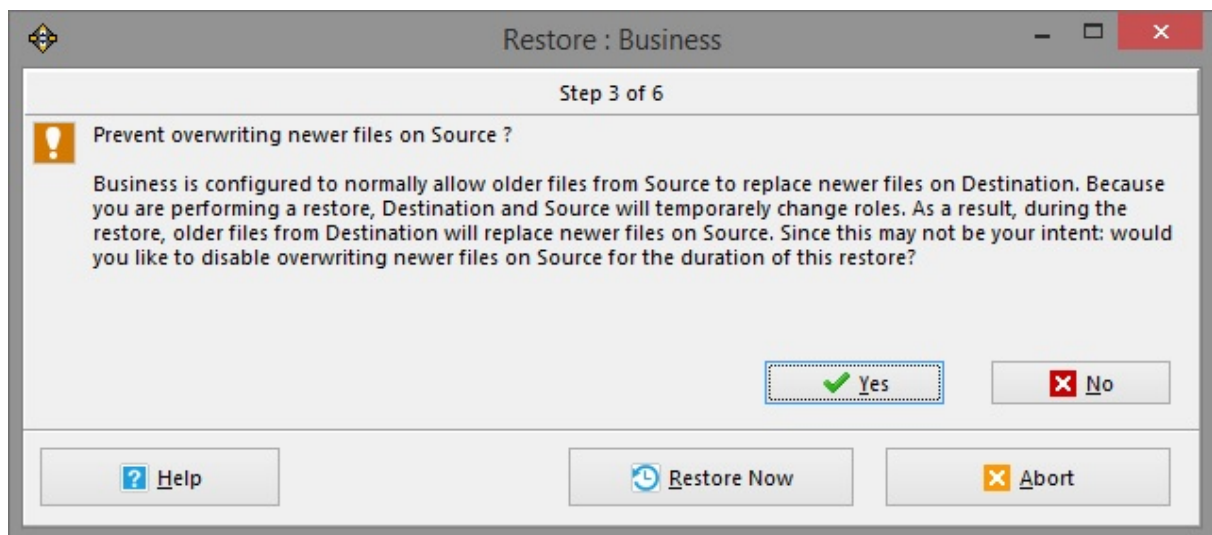 Restore : Business
Step 3 of 6
Prevent overwriting newer files on Source ?
Business is configured to normally allow older files from Source to replace newer files on Destination. Because
you are performing a restore, Destination and Source will temporarely change roles. As a result, during the
restore, older files from Destination will replace newer files on Source. Since this may not be your intent: would
you like to disable overwriting newer files on Source for the duration of this restore?
Yes No
Help Restore Now Abort